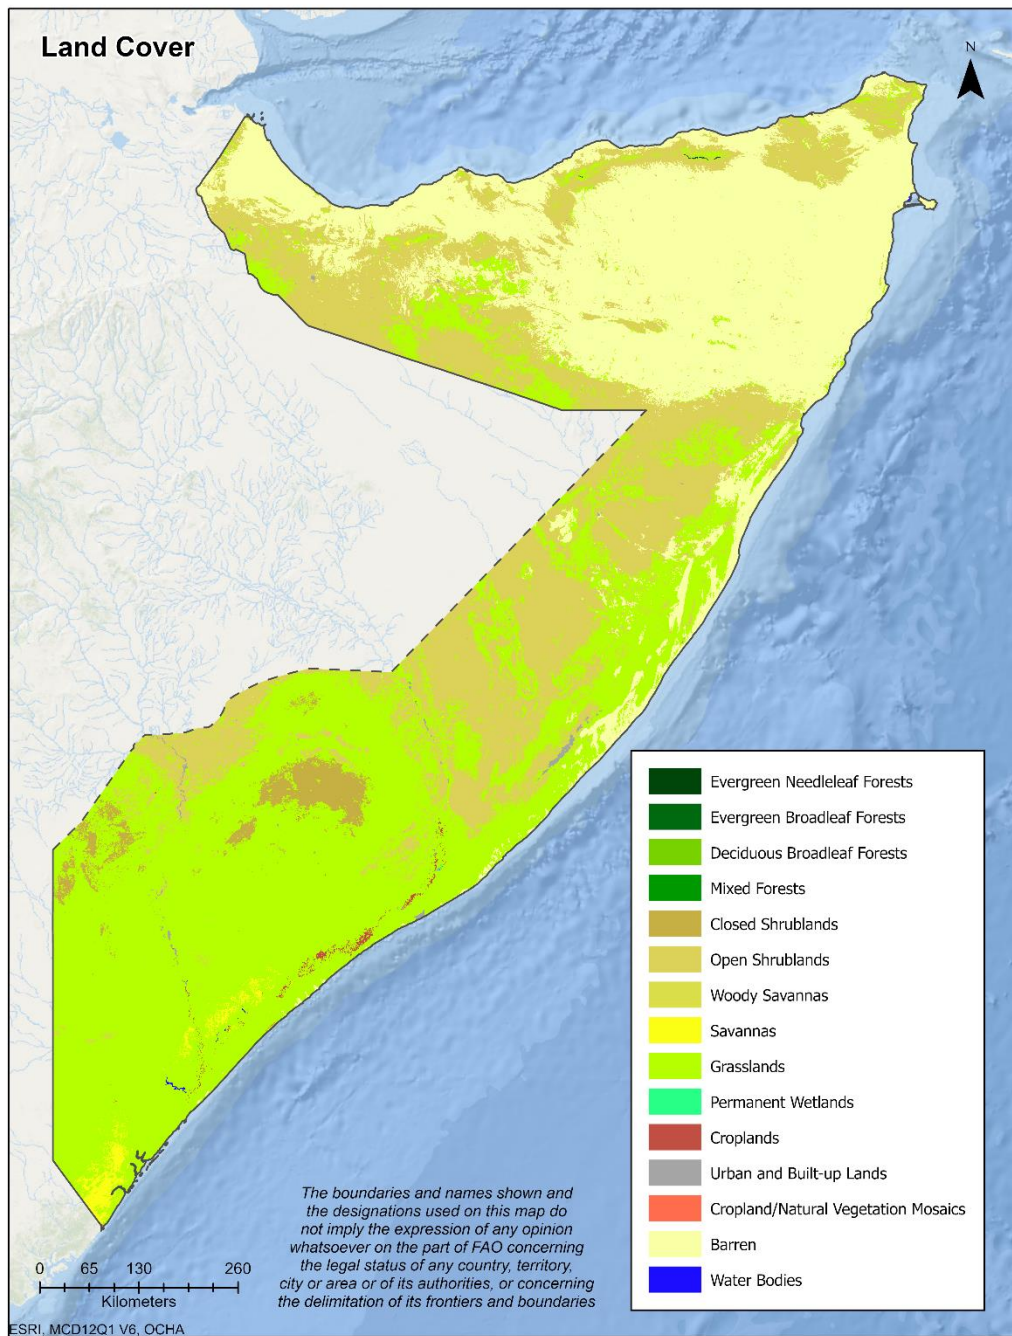 Land Cover
N
Evergreen Needleleaf Forests
Evergreen Broadleaf Forests
Deciduous Broadleaf Forests
Mixed Forests
Closed Shrublands
Open Shrublands
Woody Savannas
Savannas
Grasslands
Permanent Wetlands
Croplands
Urban and Built-up Lands
Cropland/Natural Vegetation Mosaics
Barren
Water Bodies
The boundaries and names shown and
the designations used on this map do
not imply the expression of any opinion
whatsoever on the part of FAO concerning
the legal status of any country, territory,
city or area or of its authorities, or concerning
the delimitation of its frontiers and boundaries
0 65 130 260
Kilometers
ESRI, MCD12Q1 V6, OCHA